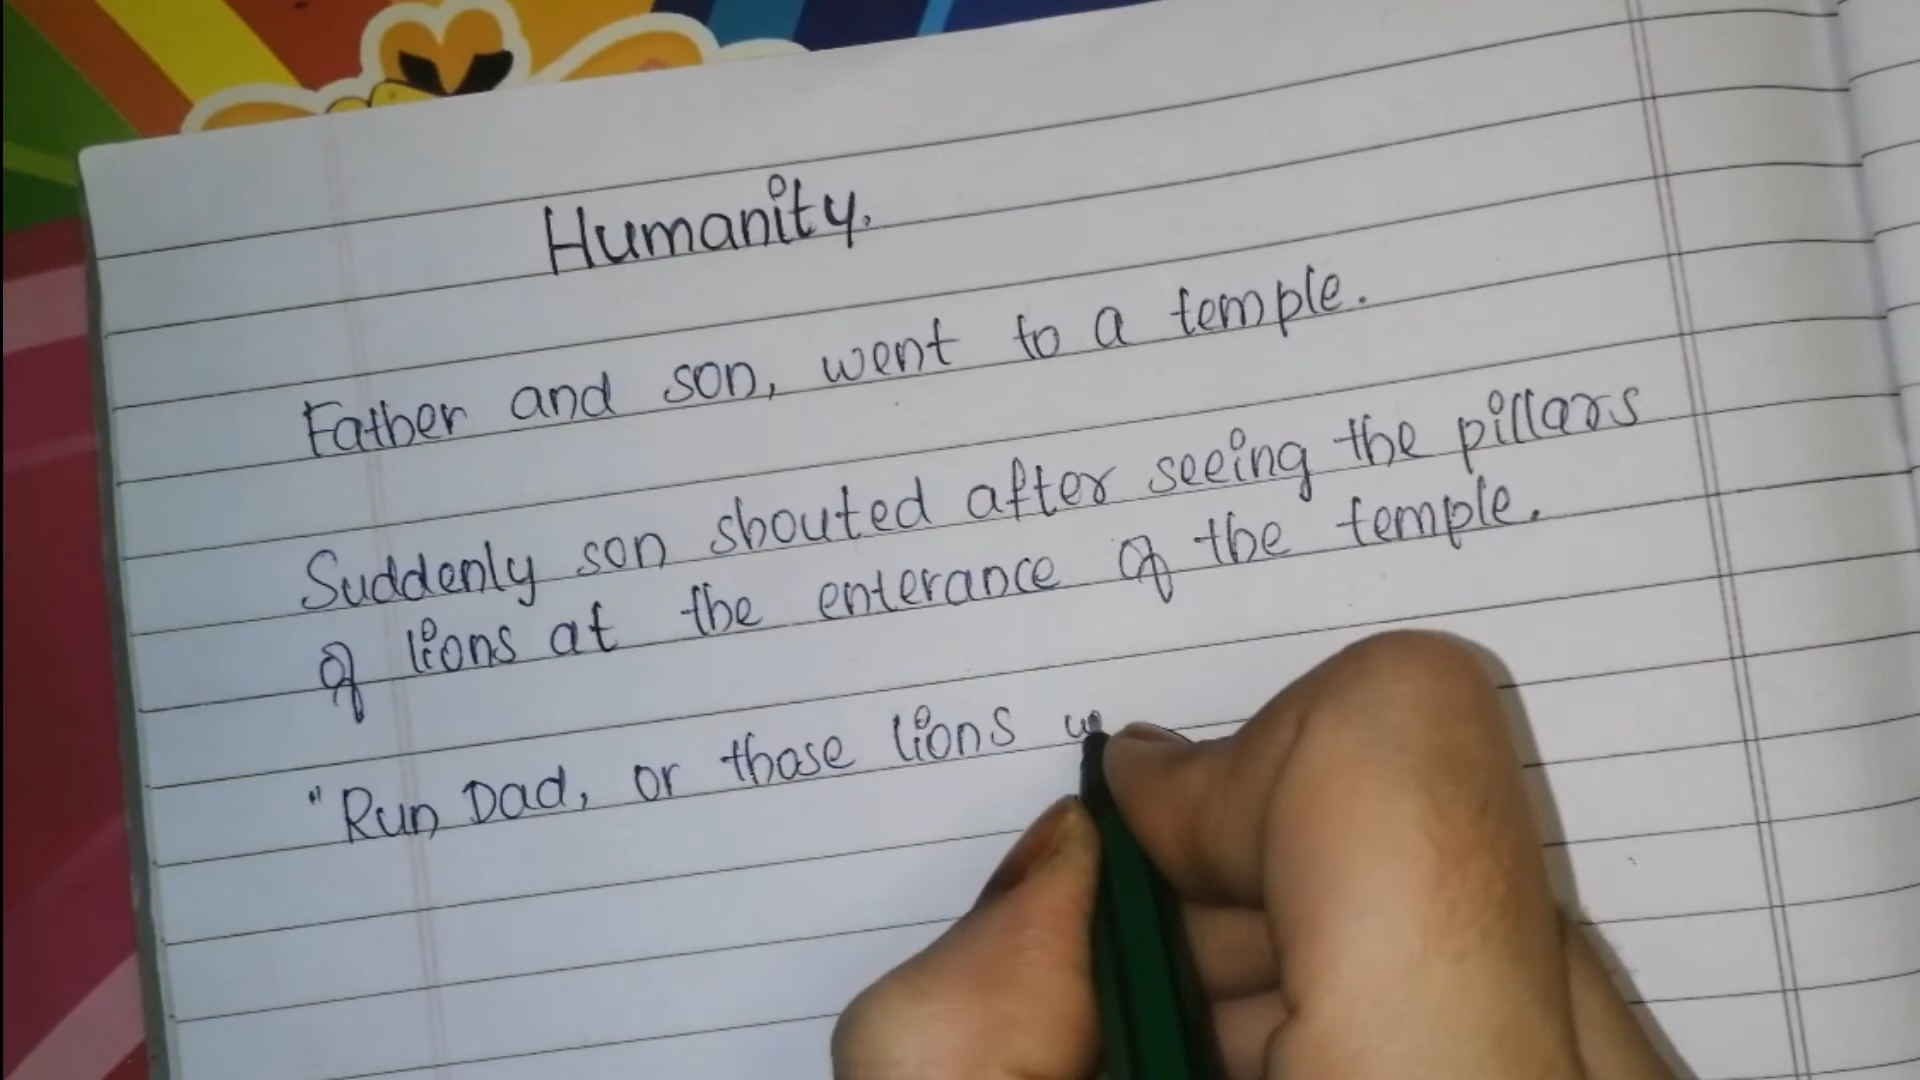 Humanity.
Father and son, went to a temple.
Suddenly son shouted after seeing the pillars
of lions at the enterance of the temple.
"Run Dad, or those lions